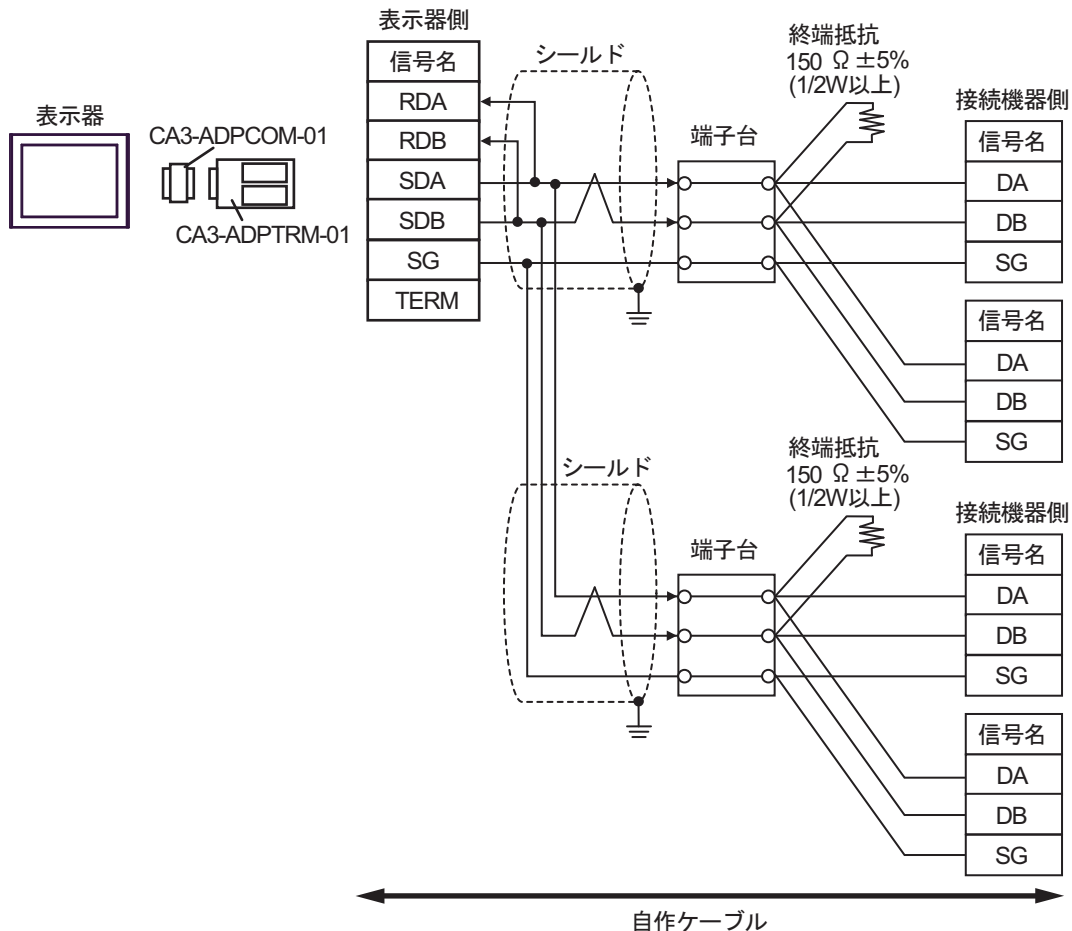 表示器
CA3-ADPCOM-01
CA3-ADPTRM-01
表示器側
信号名
RDA
RDB
SDA
SDB
SG
TERM
シールド
端子台
終端抵抗
150 Ω ±5%
(1/2W以上)
接続機器側
信号名
DA
DB
SG
信号名
DA
DB
SG
シールド
端子台
終端抵抗
150 Ω ±5%
(1/2W以上)
接続機器側
信号名
DA
DB
SG
信号名
DA
DB
SG
自作ケーブル